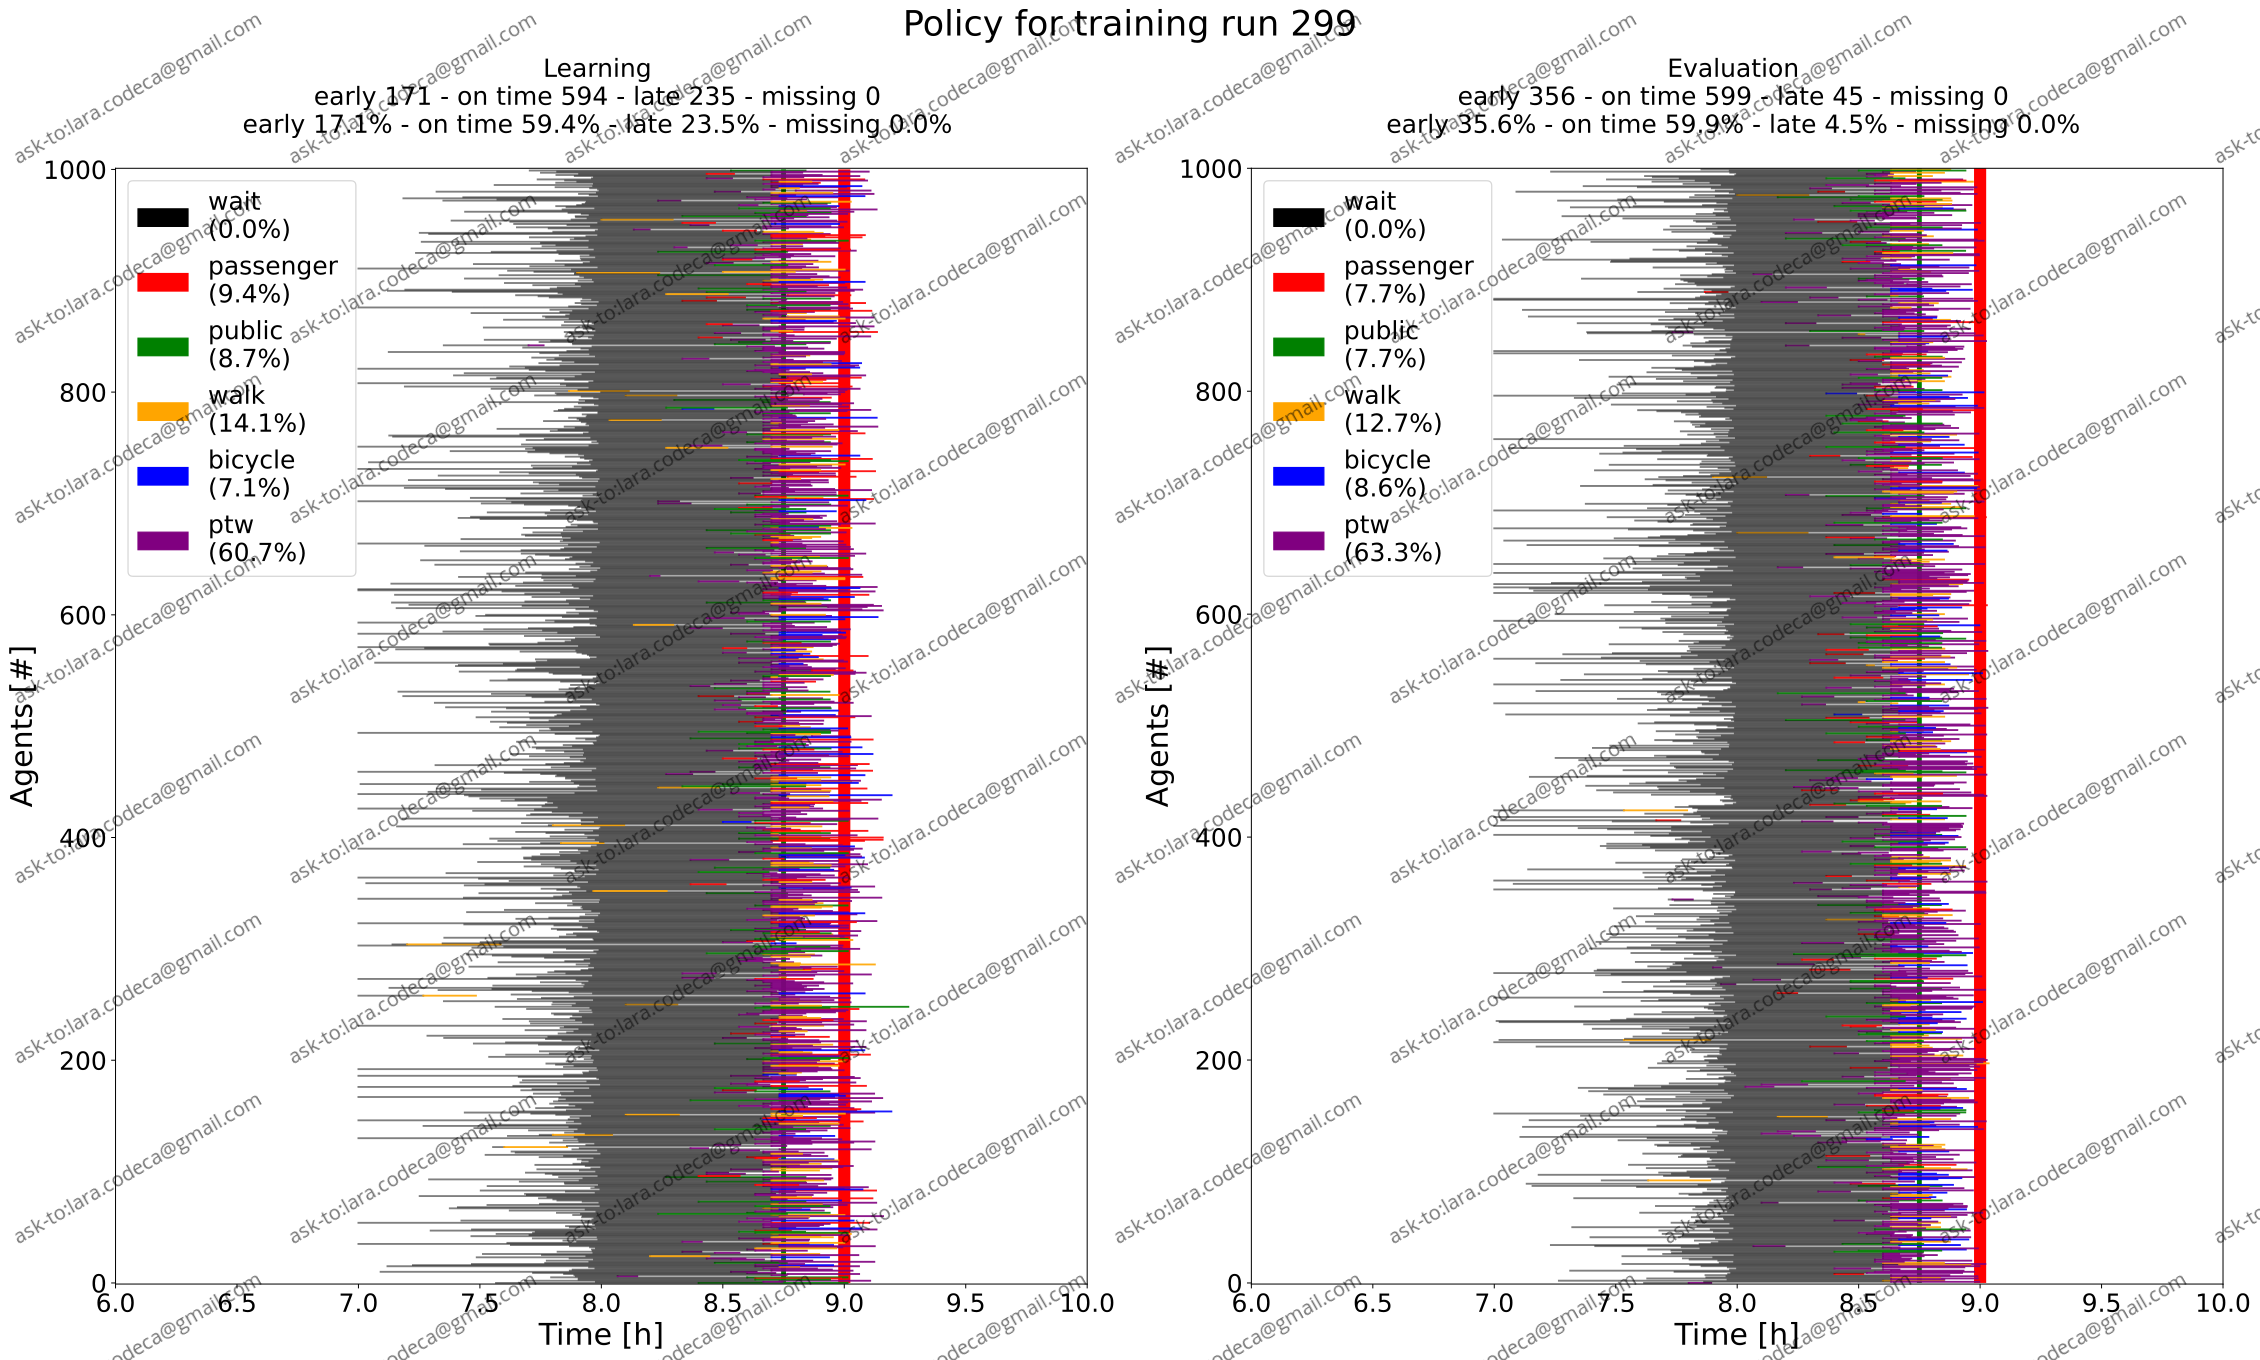 Policy for training run 299
Learning
early 171 - on time 594 - late 235 - missing 0
early 17.1% - on time 59.4% - late 23.5% - missing 0.0%
1000
800
600
400
200
0
Agents [#]
wait
(0.0%)
passenger
(9.4%)
public
(8.7%)
walk
(14.1%)
bicycle
(7.1%)
ptw
(60.7%)
6.0 6.5 7.0 7.5 8.0 8.5 9.0 9.5 10.0
Time [h]
Evaluation
early 356 - on time 599 - late 45 - missing 0
early 35.6% - on time 59.9% - late 4.5% - missing 0.0%
1000
800
600
400
200
0
Agents [#]
wait
(0.0%)
passenger
(7.7%)
public
(7.7%)
walk
(12.7%)
bicycle
(8.6%)
ptw
(63.3%)
6.0 6.5 7.0 7.5 8.0 8.5 9.0 9.5 10.0
Time [h]
ask-to:lara.codeca@gmail.com